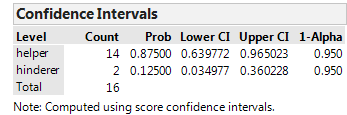 Confidence Intervals
Level Count Prob Lower CI Upper CI 1-Alpha
helper 14 0.87500 0.639772 0.965023 0.950
hinderer 2 0.12500 0.034977 0.360228 0.950
Total 16
Note: Computed using score confidence intervals.